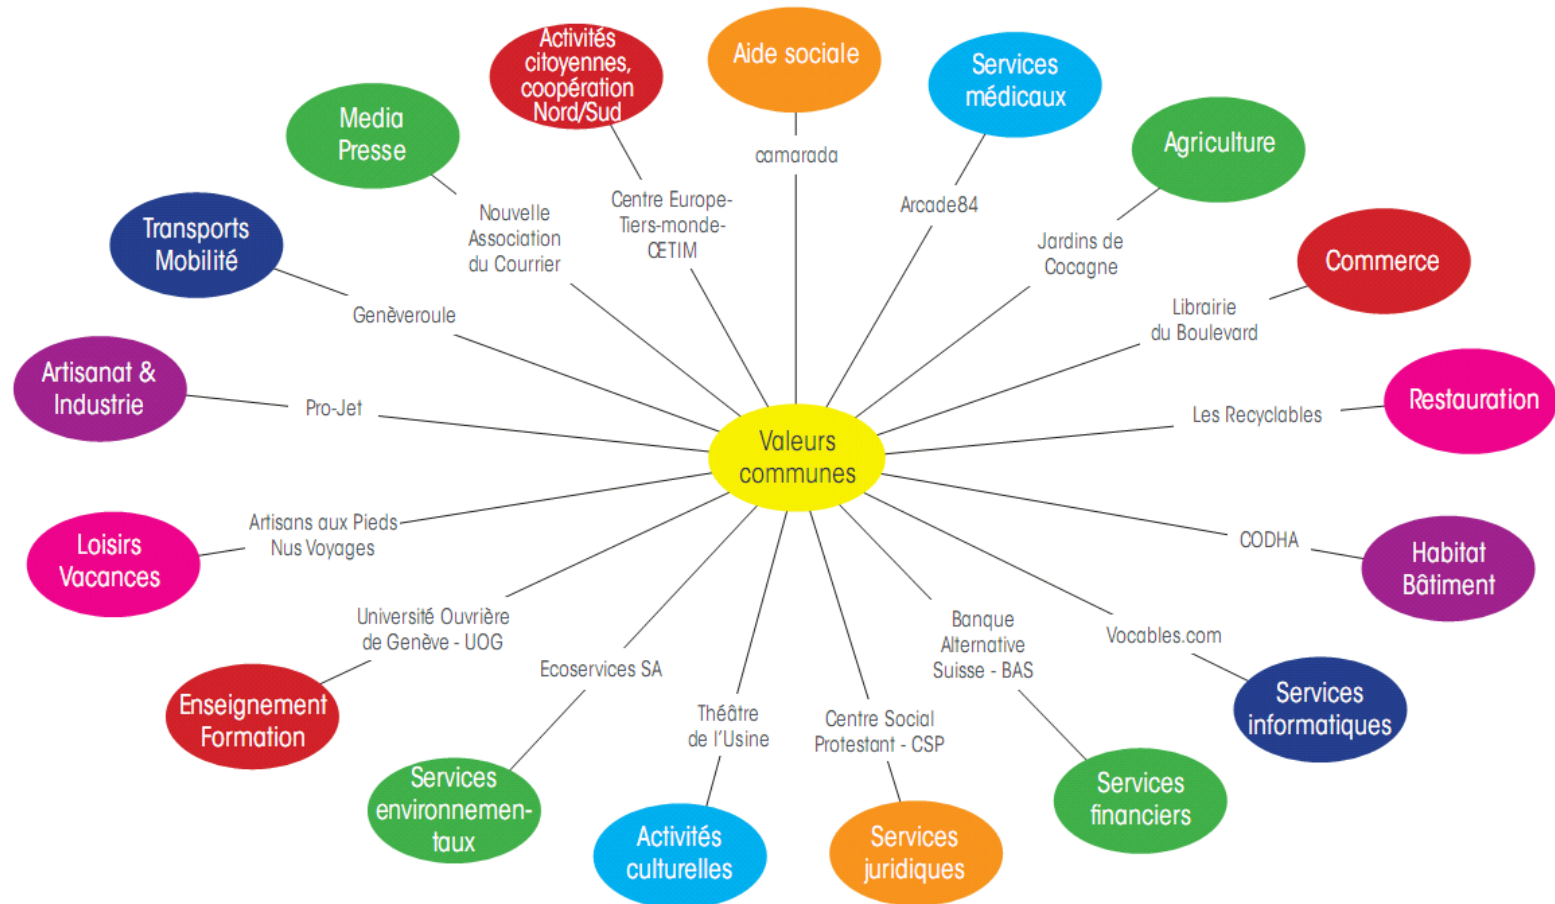 Activités
citoyennes,
coopération
Nord/Sud
Aide sociale
Services
médicaux
Media
Presse
Agriculture
camarada
Centre Europe-
Tiers-monde-
ŒTIM
Arcade84
Transports
Mobilité
Nouvelle
Association
du Courrier
Jardins de
Cocagne
Commerce
Genèveroule
Librairie
du Boulevard
Artisanat &
Industrie
Pro-Jet
Les Recyclables
Restauration
Valeurs
communes
Loisirs
Vacances
Artisans aux Pieds
Nus Voyages
CODHA
Habitat
Bâtiment
Université Ouvrière
de Genève - UOG
Ecoservices SA
Banque
Alternative
Suisse - BAS
Vocables.com
Enseignement
Formation
Théâtre
de l'Usine
Centre Social
Protestant - CSP
Services
informatiques
Services
environnemen-
taux
Activités
culturelles
Services
juridiques
Services
financiers